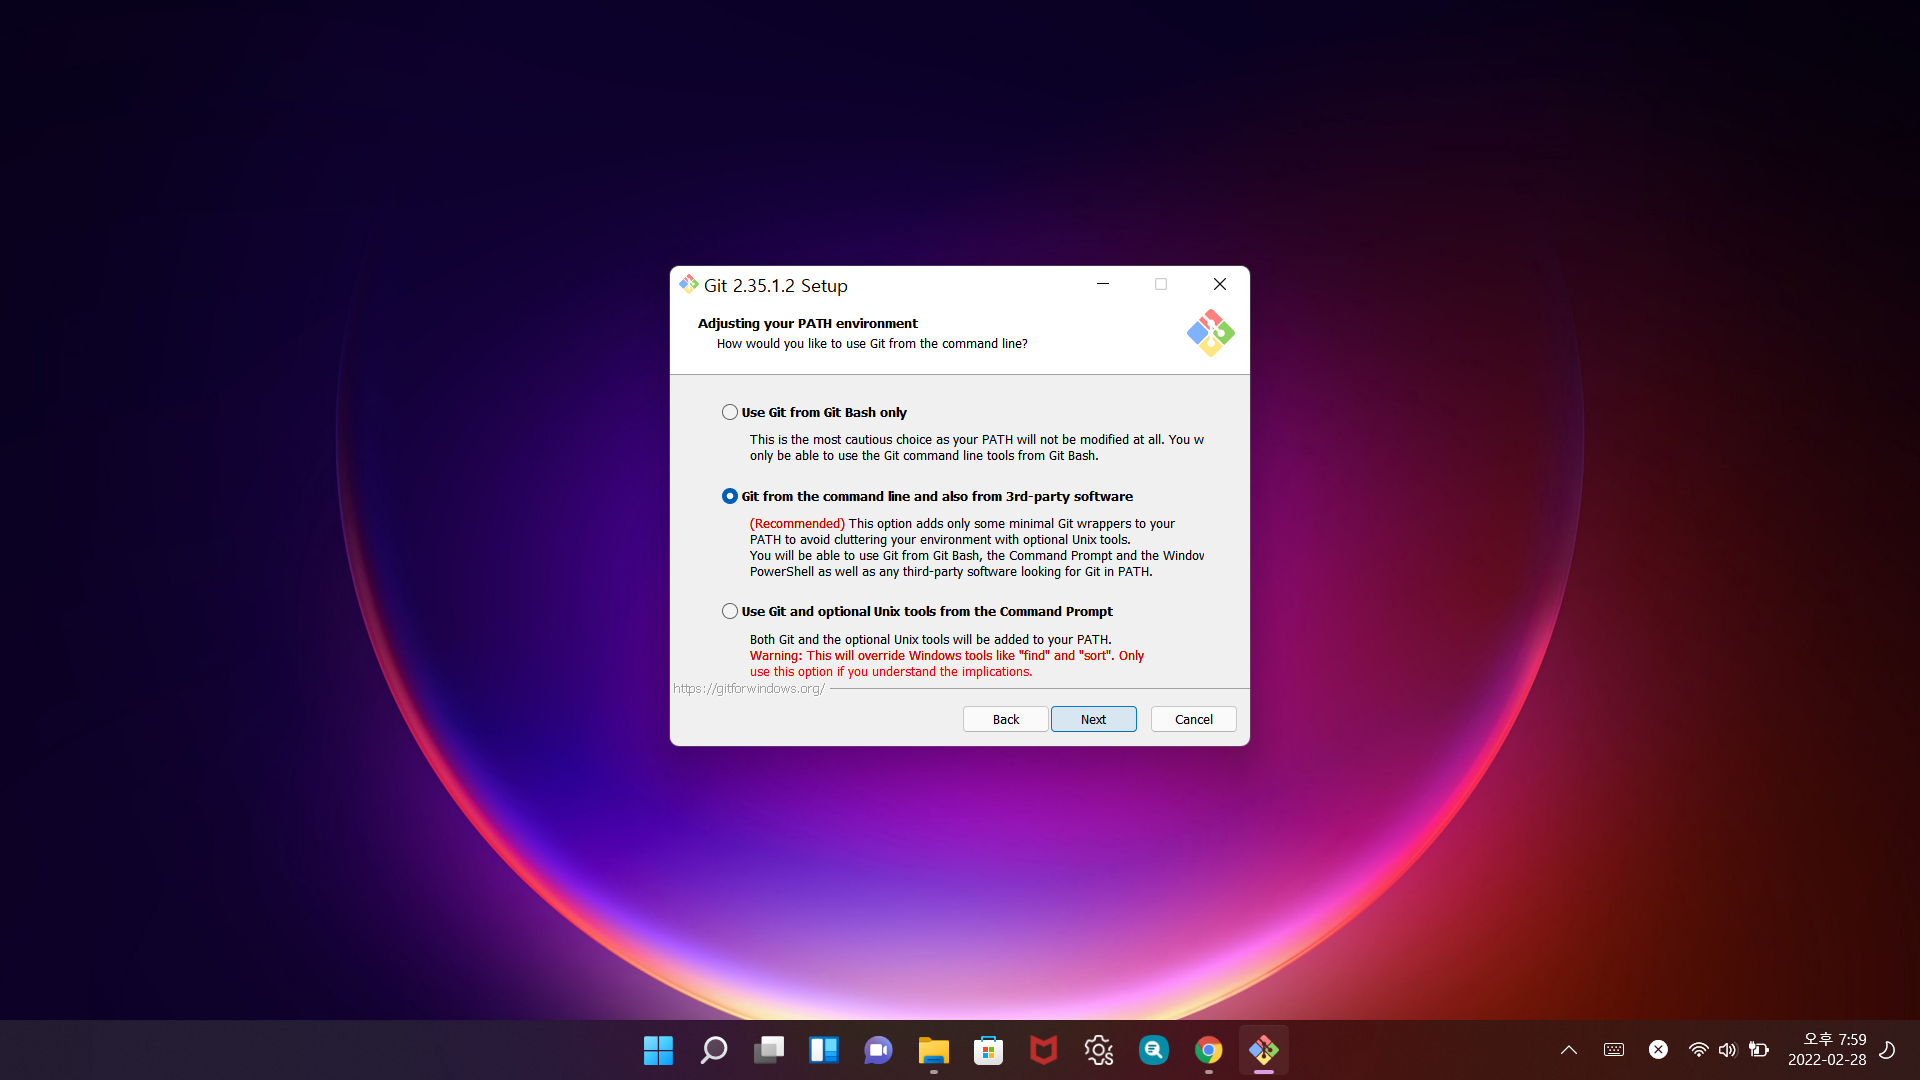 Git 2.35.1.2 Setup
Adjusting your PATH environment
How would you like to use Git from the command line?
Use Git from Git Bash only
This is the most cautious choice as your PATH will not be modified at all. You w
only be able to use the Git command line tools from Git Bash.
Git from the command line and also from 3rd-party software
(Recommended) This option adds only some minimal Git wrappers to your
PATH to avoid cluttering your environment with optional Unix tools.
You will be able to use Git from Git Bash, the Command Prompt and the Window
PowerShell as well as any third-party software looking for Git in PATH.
Use Git and optional Unix tools from the Command Prompt
Both Git and the optional Unix tools will be added to your PATH.
Warning: This will override Windows tools like "find" and "sort". Only
use this option if you understand the implications.
https://gitforwindows.org/
Back
Next
Cancel
OS
오후 7:59
2022-02-28